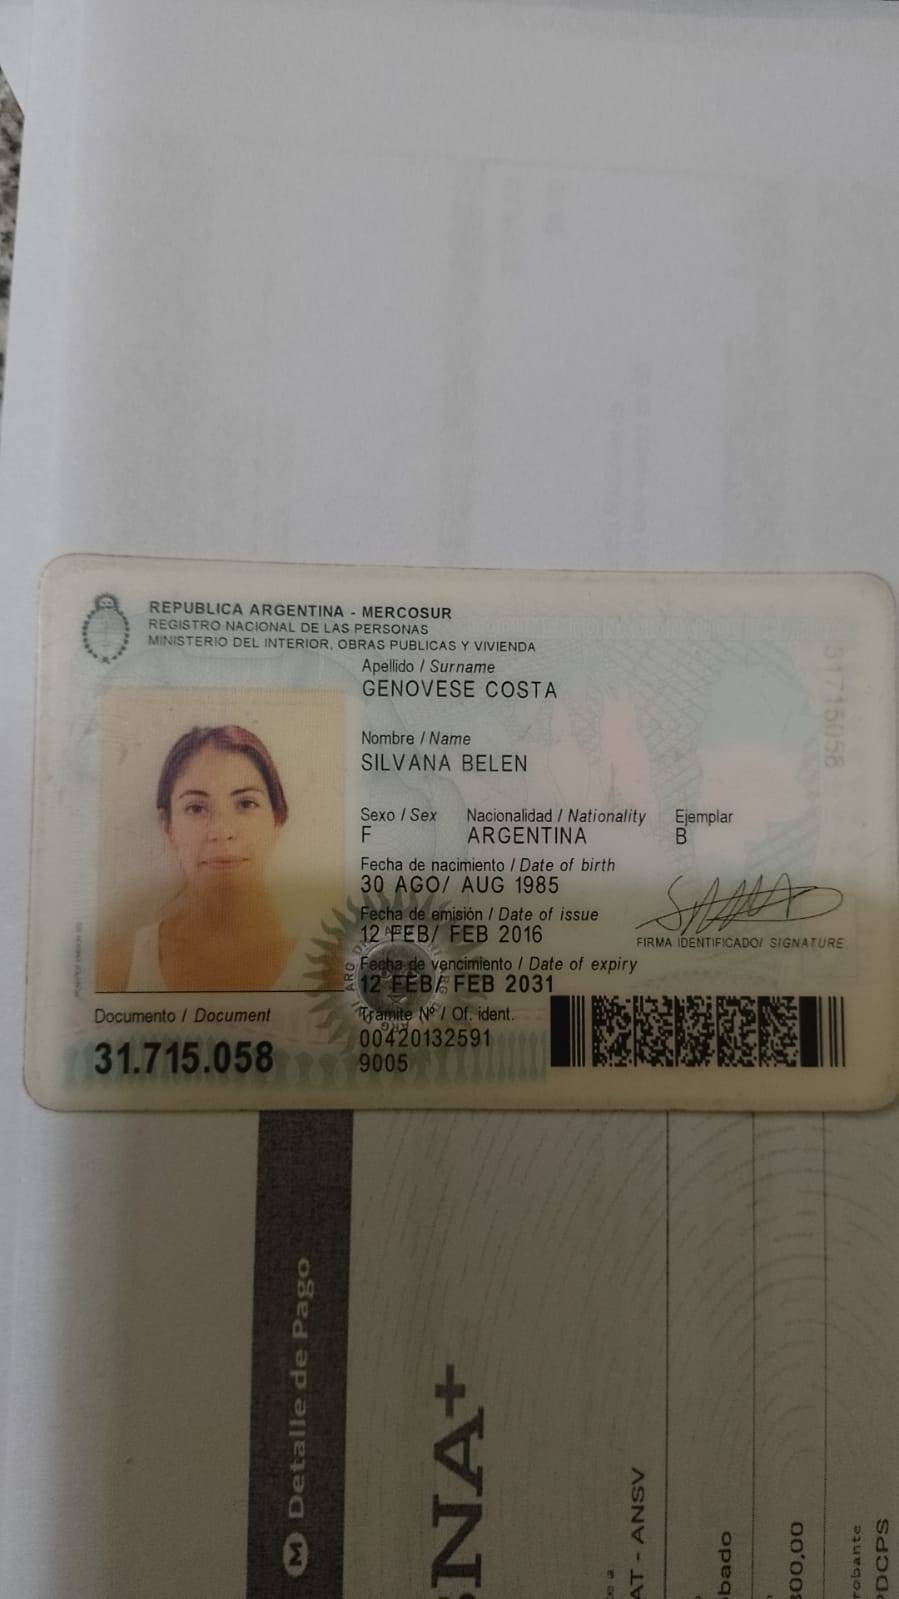 REPUBLICA ARGENTINA - MERCOSUR
REGISTRO NACIONAL DE LAS PERSONAS
MINISTERIO DEL INTERIOR, OBRAS PUBLICAS Y VIVIENDA
Apellido / Surname
GENOVESE COSTA
Nombre / Name
SILVANA BELEN
Sexo / Sex Nacionalidad / Nationality Ejemplar
F ARGENTINA B
Fecha de nacimiento / Date of birth
30 AGO/ AUG 1985
Fecha de emisión / Date of issue
12 FEB/ FEB 2016
FIRMA IDENTIFICADO/ SIGNATURE
Fecha de vencimiento / Date of expiry
12 FEB/ FEB 2031
Documento / Document
31.715.058
Trámite Nº / Of. ident.
00420132591
9005
31715058
M Detalle de Pago
NA+
e a
AT - ANSV
bado
800,00
robante
DCPS